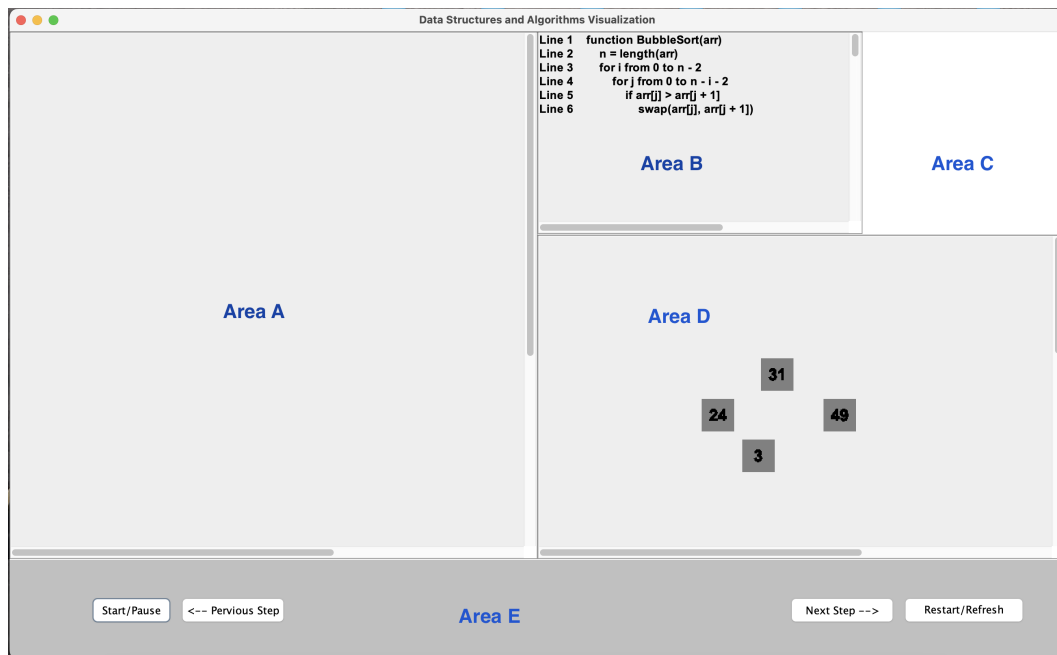 Data Structures and Algorithms Visualization
Line 1 function BubbleSort(arr)
Line 2 n = length(arr)
Line 3 for i from 0 to n - 2
Line 4 for j from 0 to n - i - 2
Line 5 if arr[j] > arr[j + 1]
Line 6 swap(arr[j], arr[j + 1])
Area B
Area C
Area A
Area D
31
24
49
3
Start/Pause
<-- Pervious Step
Area E
Next Step -->
Restart/Refresh